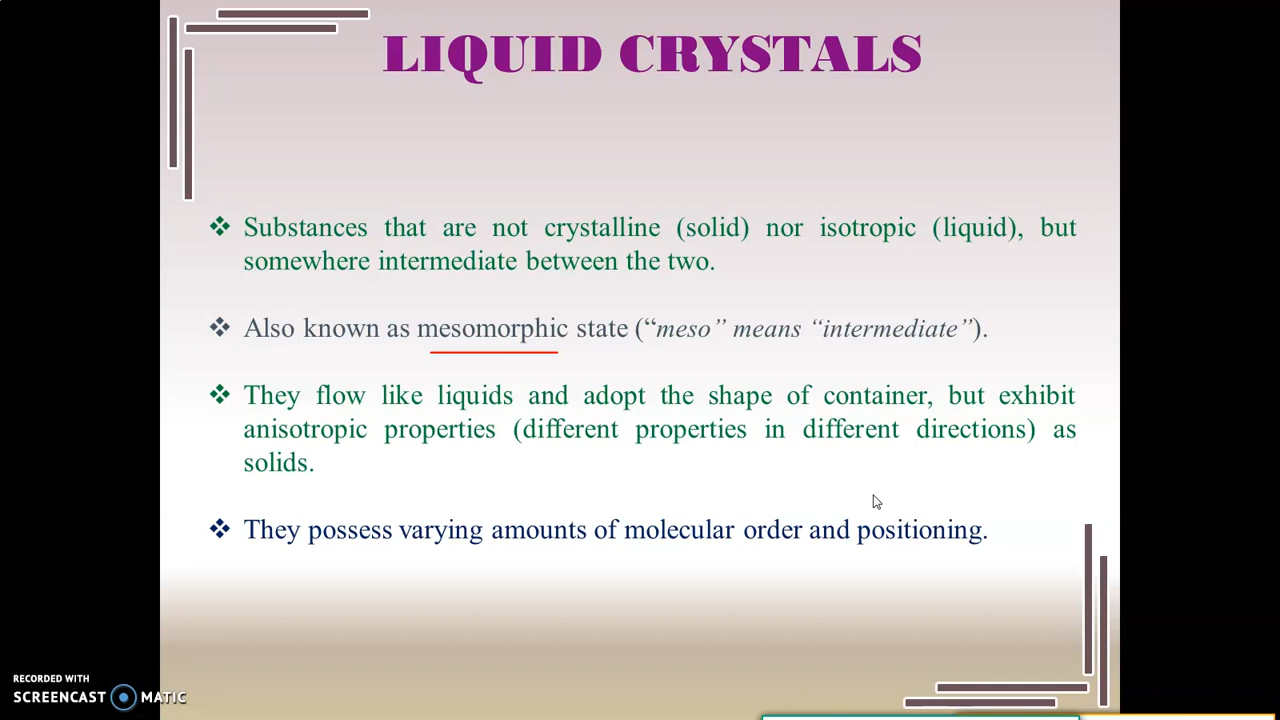 LIQUID CRYSTALS
❖ Substances that are not crystalline (solid) nor isotropic (liquid), but
somewhere intermediate between the two.
❖ Also known as mesomorphic state (“meso” means “intermediate”).
❖ They flow like liquids and adopt the shape of container, but exhibit
anisotropic properties (different properties in different directions) as
solids.
❖ They possess varying amounts of molecular order and positioning.
RECORDED WITH
SCREENCAST MATIC